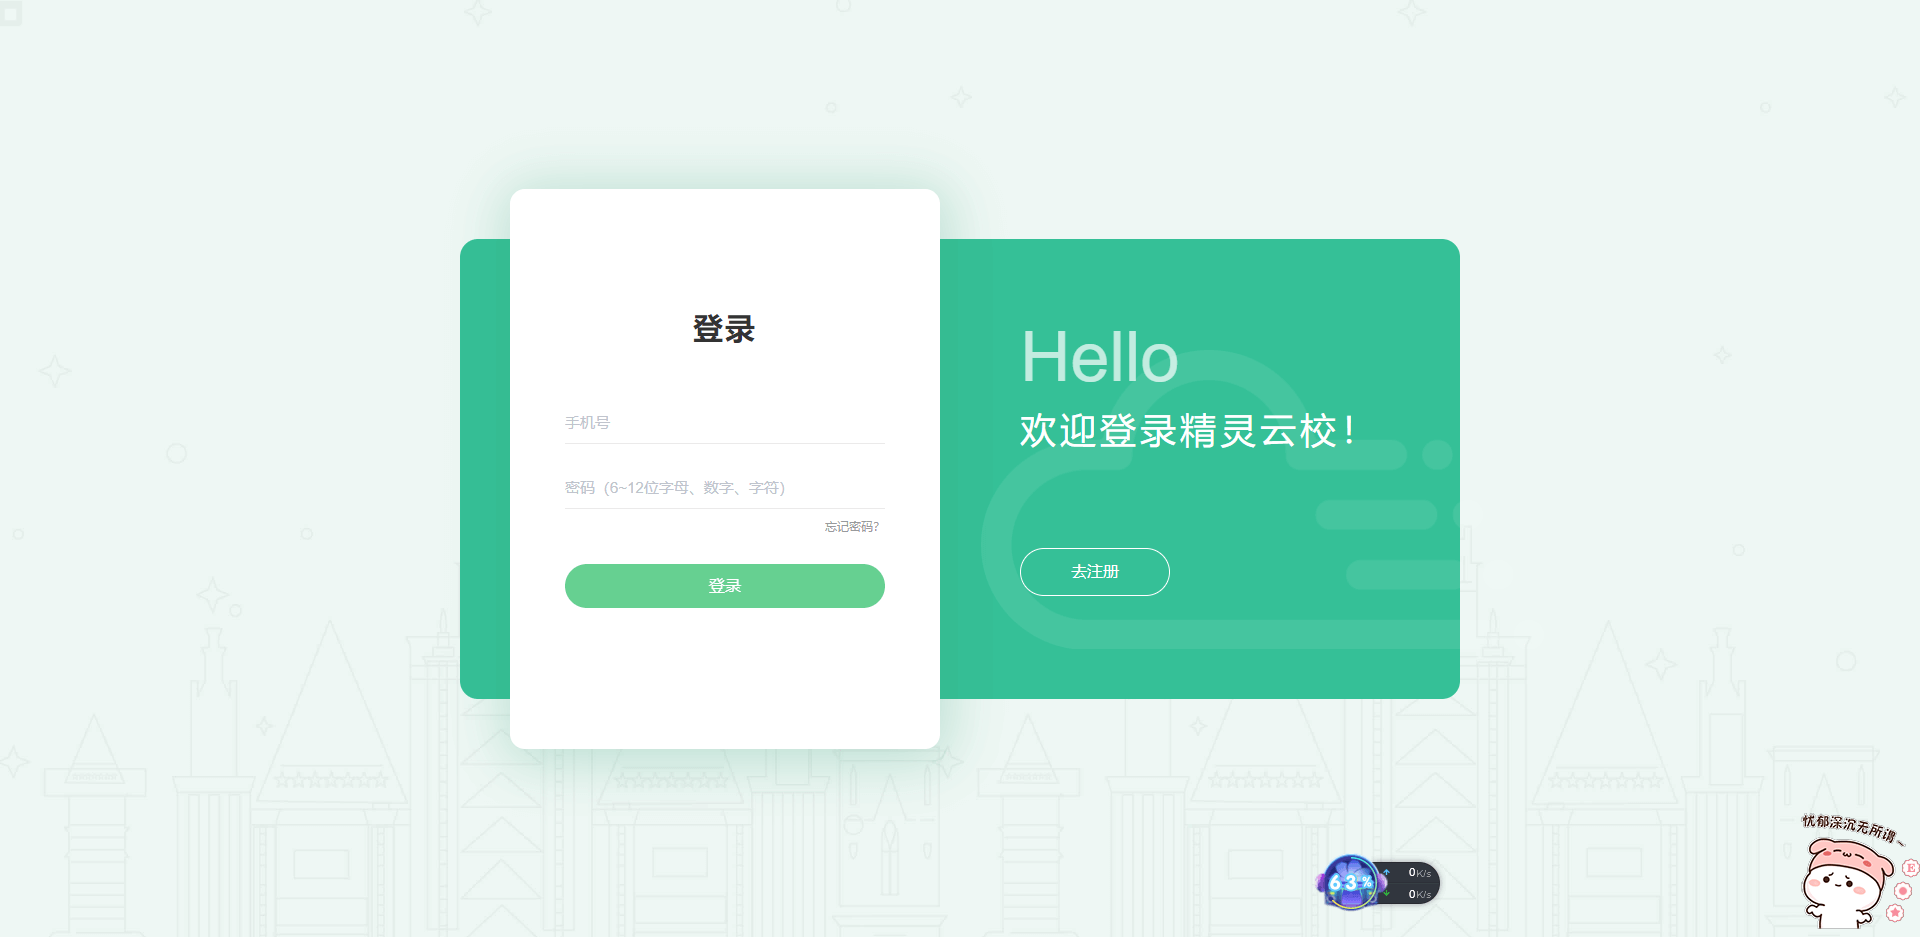 登录
手机号
密码（6~12位字母、数字、字符）
忘记密码？
登录
Hello
欢迎登录精灵云校！
去注册
63%
0K/s
0K/s
忧郁深沉无所谓~
E